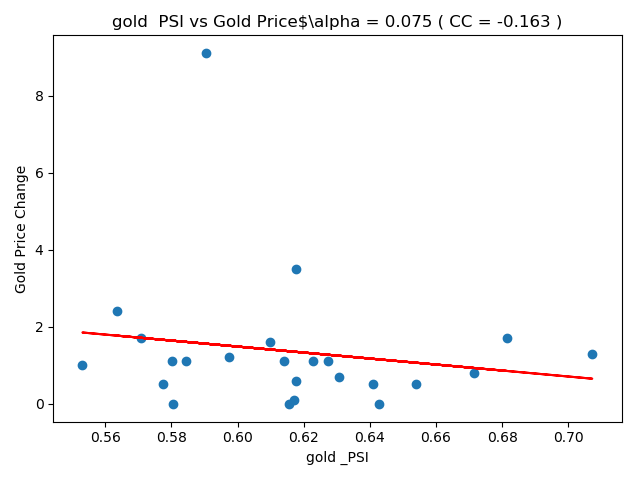 gold  PSI vs Gold Price$\alpha = 0.075 ( CC = -0.163 )
Gold Price Change
8
6
4
2
0
0.56 0.58 0.60 0.62 0.64 0.66 0.68 0.70
gold _PSI